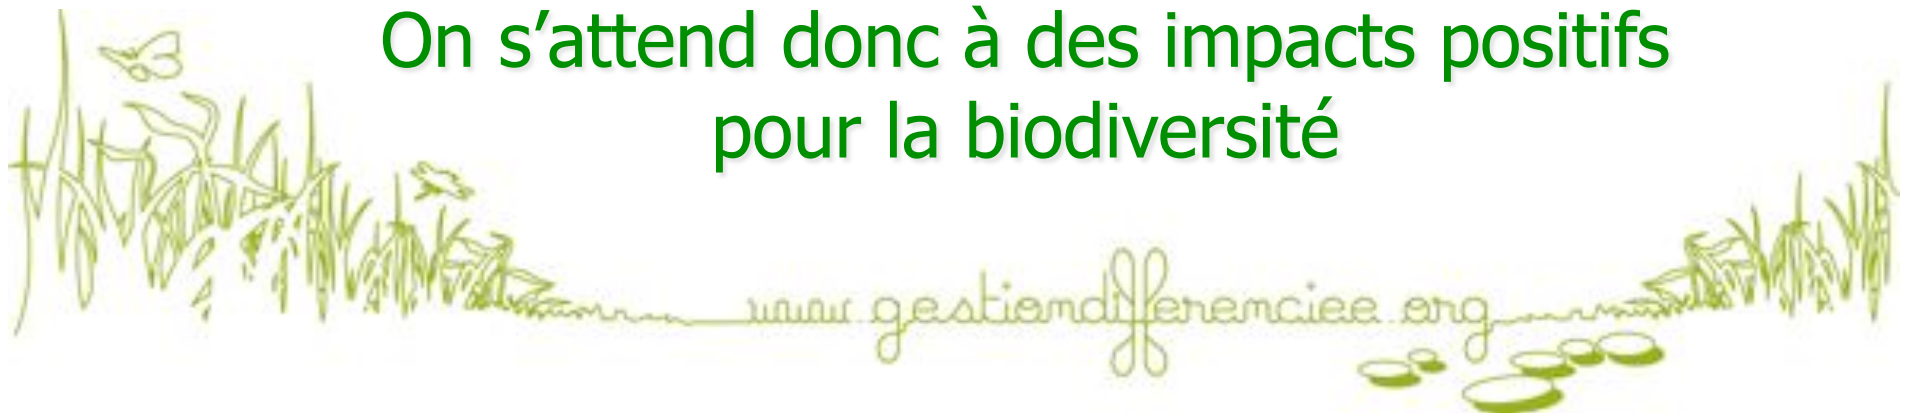 On s’attend donc à des impacts positifs
pour la biodiversité
www.gestiondifferenciee.org